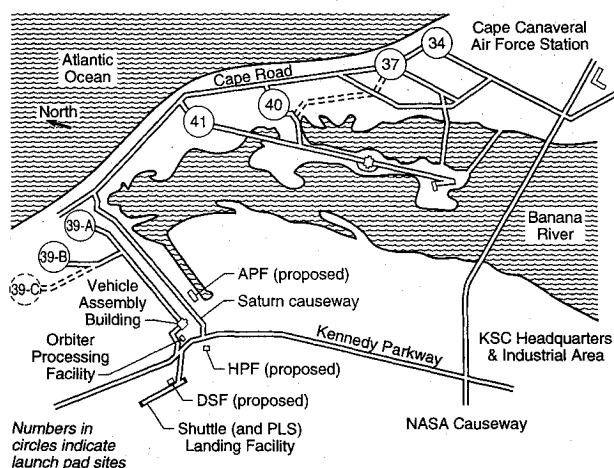 Cape Canaveral
Air Force Station
34
37
Atlantic
Ocean
Cape Road
North
40
41
Banana
River
39-A
39-B
39-C
APF (proposed)
Saturn causeway
Vehicle
Assembly
Building
Kennedy Parkway
KSC Headquarters
& Industrial Area
Orbiter
Processing
Facility
HPF (proposed)
DSF (proposed)
NASA Causeway
Shuttle (and PLS)
Landing Facility
Numbers in
circles indicate
launch pad sites